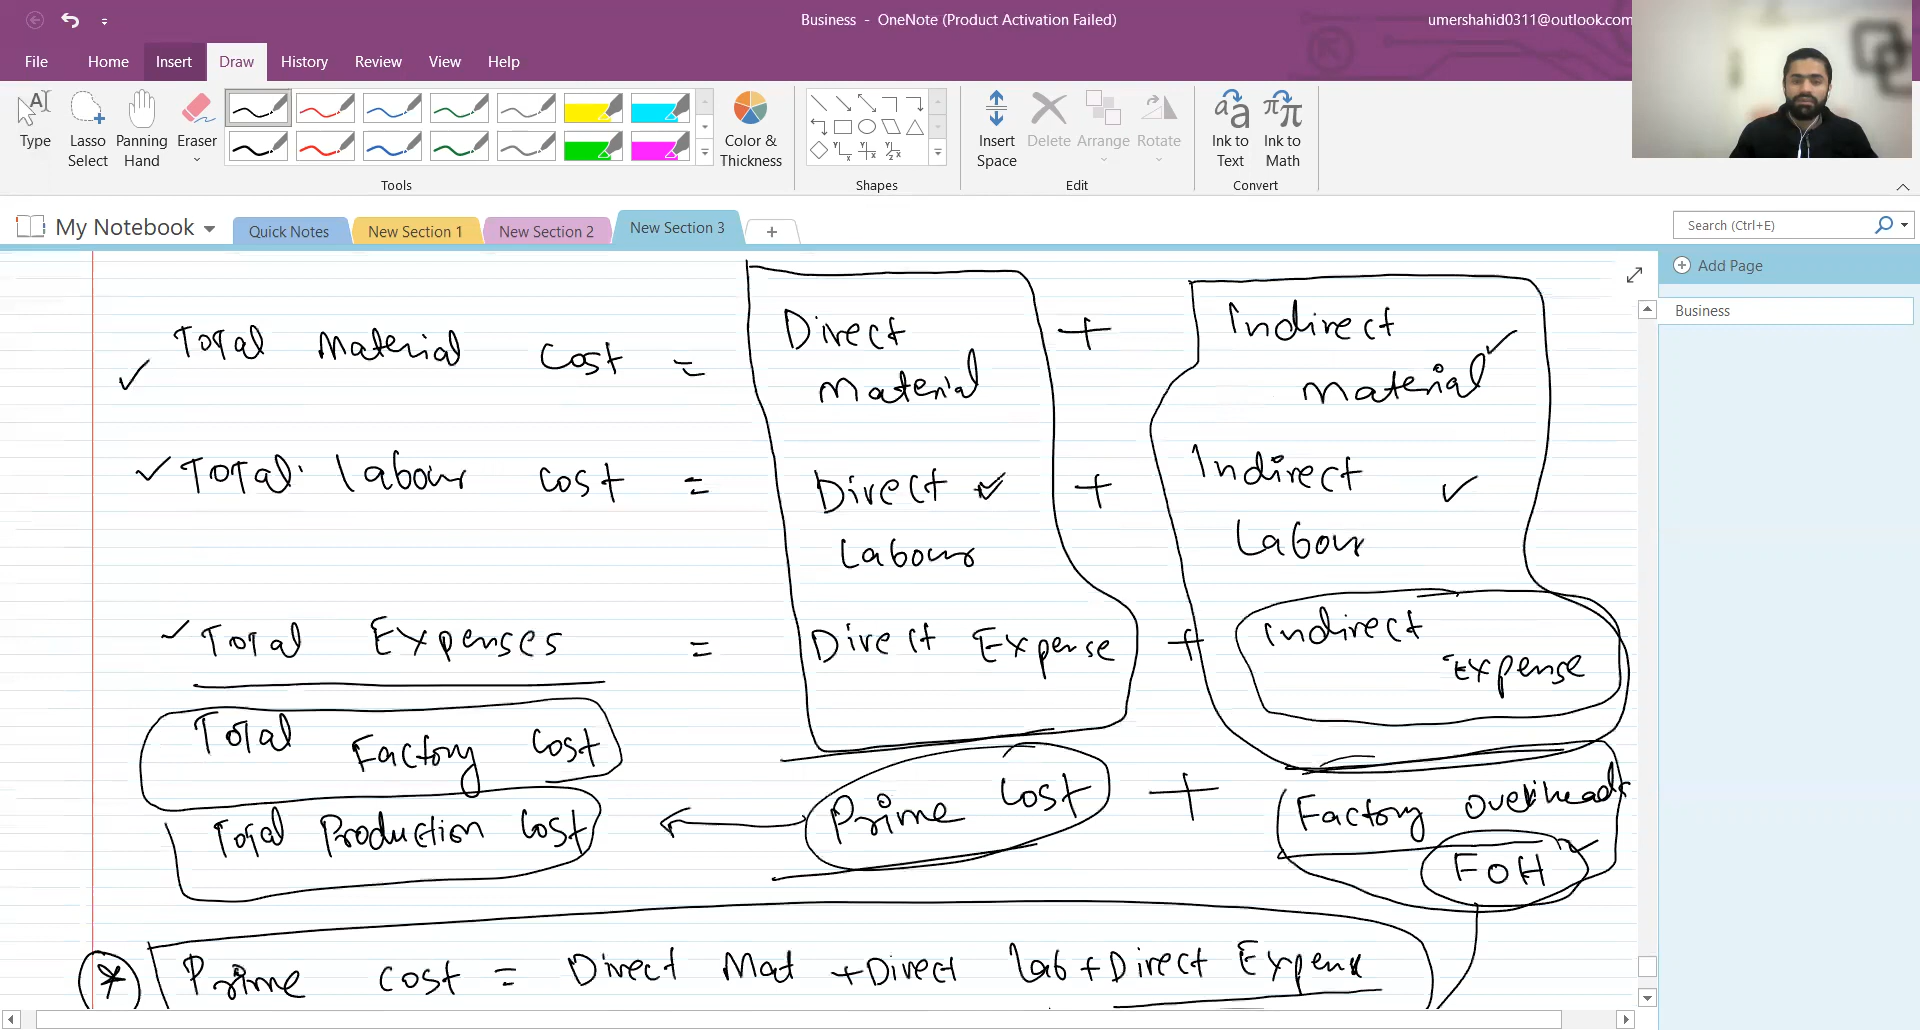 Business - OneNote (Product Activation Failed)
umershahid0311@outlook.com
File Home Insert Draw History Review View Help
Type
Lasso Select
Panning Hand
Eraser
Color & Thickness
Insert Space
Delete
Arrange
Rotate
Ink to Text
Ink to Math
Tools
Shapes
Edit
Convert
My Notebook
Quick Notes
New Section 1
New Section 2
New Section 3
+
Search (Ctrl+E)
Add Page
Business
Total Material Cost = Direct Material + Indirect Material ✓
✓
✓ Total Labour Cost = Direct ✓ Labour + Indirect Labour ✓
✓ Total Expenses = Direct Expense + Indirect Expense
Total Factory Cost
Total Production Cost ← Prime Cost + Factory overheads
FOH
* Prime Cost = Direct Mat + Direct Lab + Direct Expense